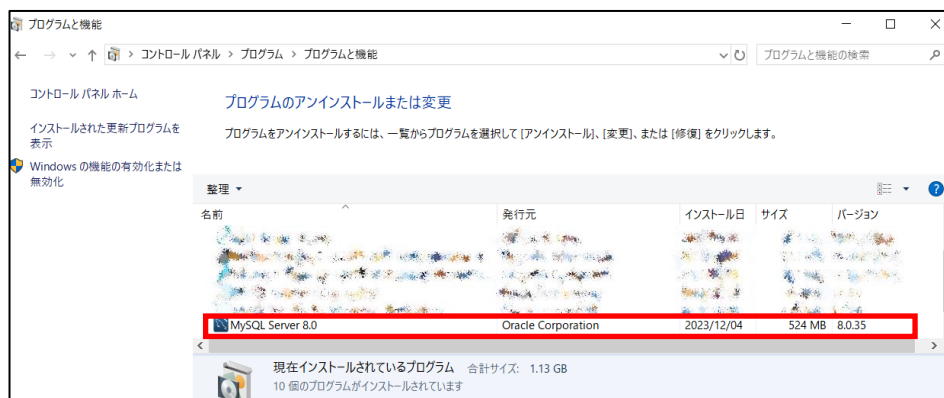 プログラムと機能
コントロール パネル > プログラム > プログラムと機能
プログラムと機能の検索
コントロール パネル ホーム
インストールされた更新プログラムを
表示
Windows の機能の有効化または
無効化
プログラムのアンインストールまたは変更
プログラムをアンインストールするには、一覧からプログラムを選択して [アンインストール]、[変更]、または [修復] をクリックします。
整理
名前 発行元 インストール日 サイズ バージョン
MySQL Server 8.0 Oracle Corporation 2023/12/04 524 MB 8.0.35
現在インストールされているプログラム 合計サイズ: 1.13 GB
10 個のプログラムがインストールされています